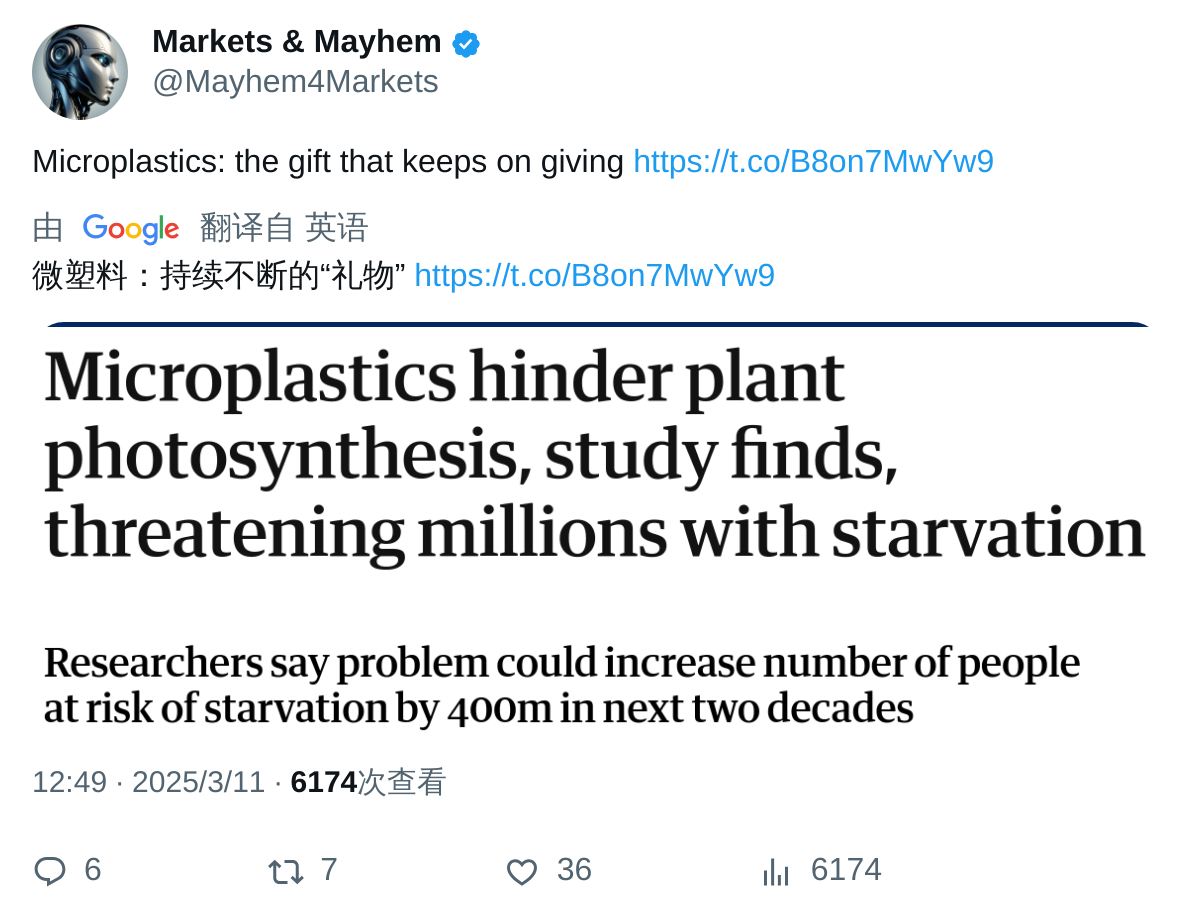 Markets & Mayhem
@Mayhem4Markets
Microplastics: the gift that keeps on giving https://t.co/B8on7MwYw9
由 Google 翻译自 英语
微塑料：持续不断的“礼物” https://t.co/B8on7MwYw9
Microplastics hinder plant
photosynthesis, study finds,
threatening millions with starvation
Researchers say problem could increase number of people
at risk of starvation by 400m in next two decades
12:49 · 2025/3/11 · 6174次查看
6 7 36 6174